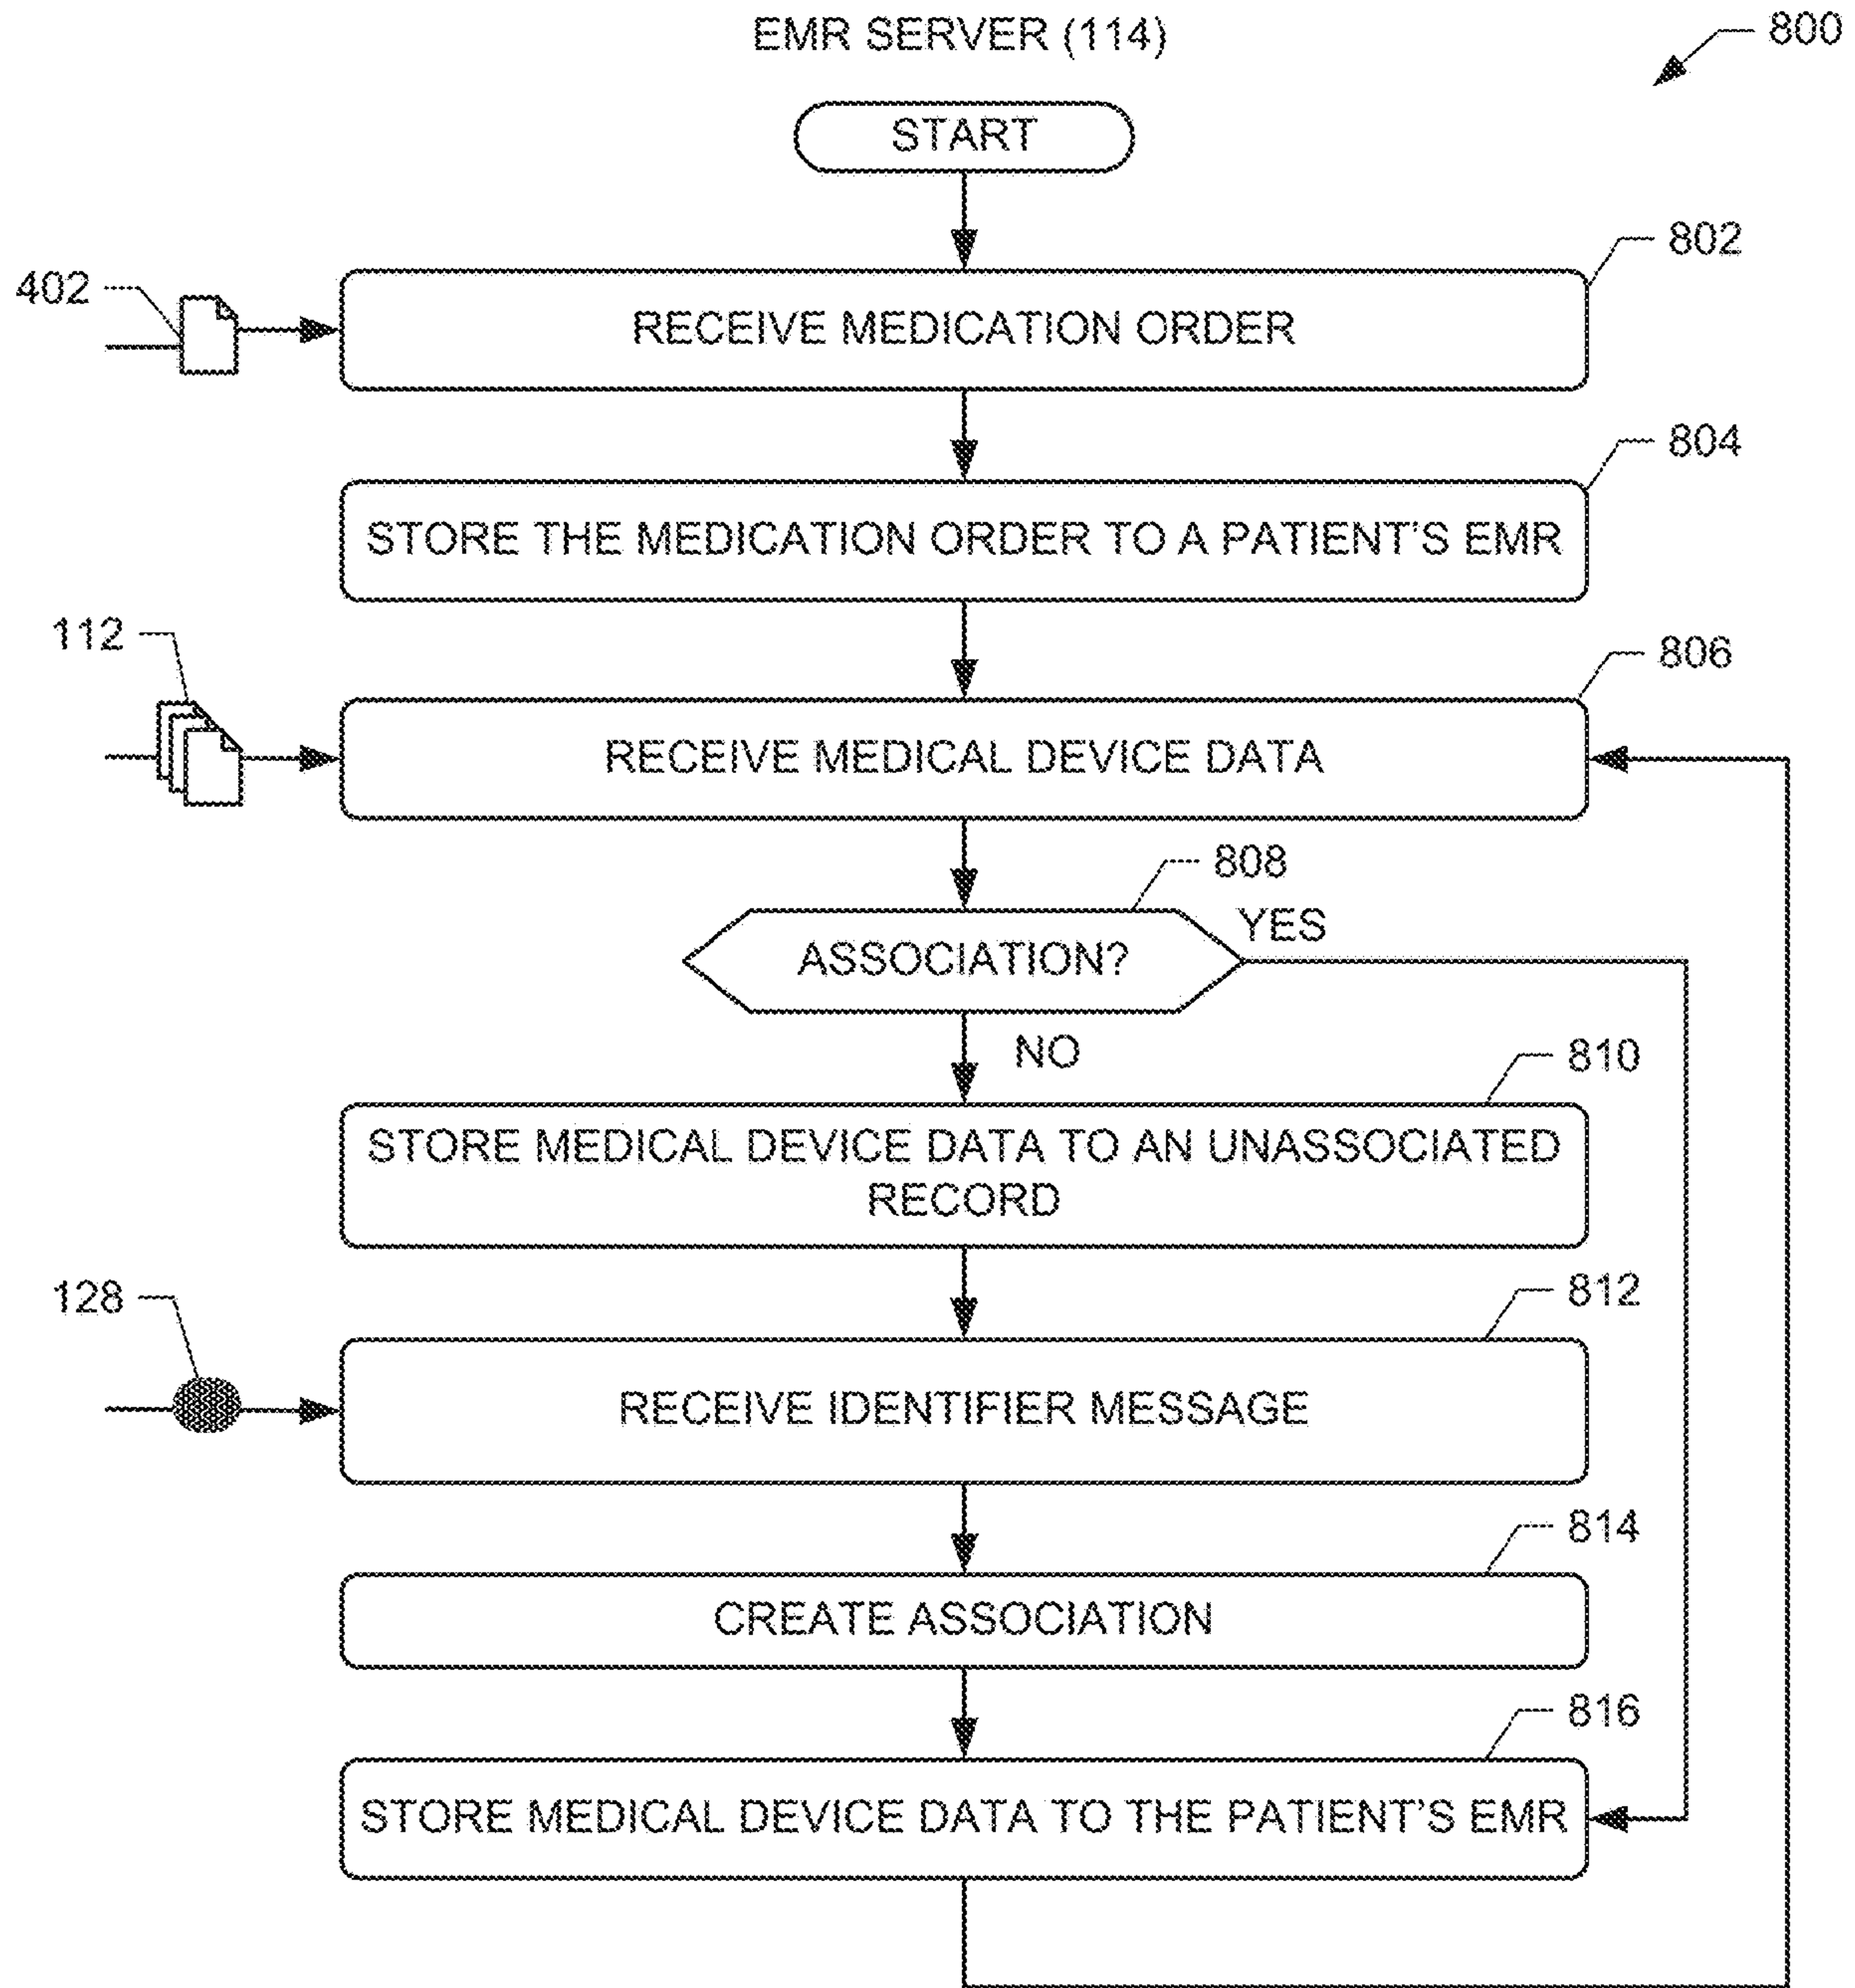 EMR SERVER (114)
800
START
802
402
RECEIVE MEDICATION ORDER
804
STORE THE MEDICATION ORDER TO A PATIENT'S EMR
112
806
RECEIVE MEDICAL DEVICE DATA
808
YES
ASSOCIATION?
NO
810
STORE MEDICAL DEVICE DATA TO AN UNASSOCIATED
RECORD
128
812
RECEIVE IDENTIFIER MESSAGE
814
CREATE ASSOCIATION
816
STORE MEDICAL DEVICE DATA TO THE PATIENT'S EMR